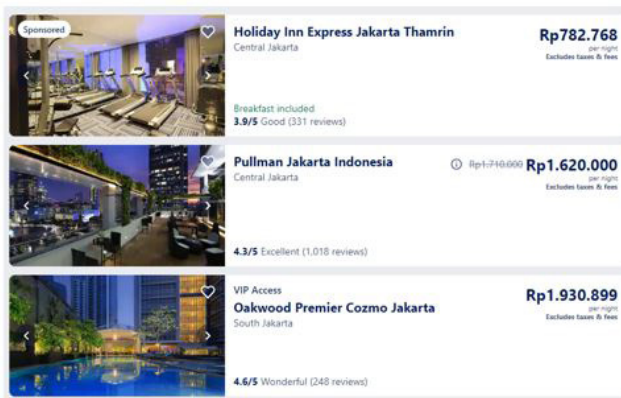 Sponsored
Holiday Inn Express Jakarta Thamrin
Central Jakarta
Rp782.768
per night
Excludes taxes & fees
Breakfast included
3.9/5 Good (331 reviews)
Pullman Jakarta Indonesia
Central Jakarta
Rp1.710.000 Rp1.620.000
per night
Excludes taxes & fees
4.3/5 Excellent (1,018 reviews)
VIP Access
Oakwood Premier Cozmo Jakarta
South Jakarta
Rp1.930.899
per night
Excludes taxes & fees
4.6/5 Wonderful (248 reviews)